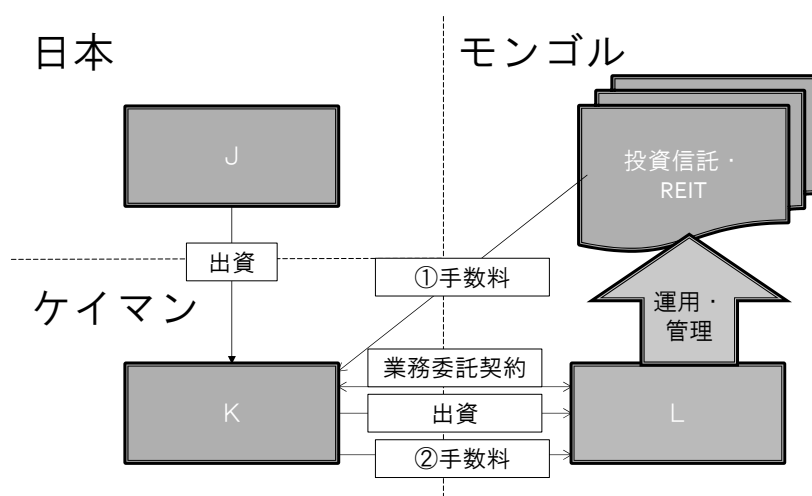 日本
モンゴル
J
投資信託・
REIT
出資
①手数料
ケイマン
運用・
管理
業務委託契約
K
出資
L
②手数料